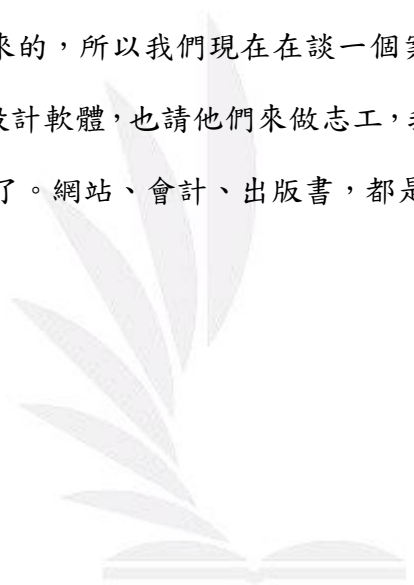 來的，所以我們現在在談一個
設計軟體，也請他們來做志工，
了。網站、會計、出版書，都是